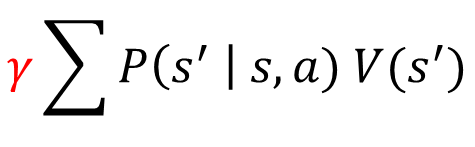 γ ∑ P(s′ | s, a) V(s′)